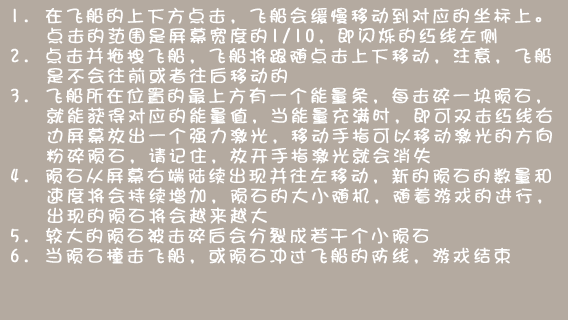 1. 在飞船的上下方点击，飞船会缓慢移动到对应的坐标上。
点击的范围是屏幕宽度的1/10，即闪烁的红线左侧
2. 点击并拖拽飞船，飞船将跟随点击上下移动，注意，飞船
是不会往前或者往后移动的
3. 飞船所在位置的最上方有一个能量条，每击碎一块陨石，
就能获得对应的能量值，当能量充满时，即可双击红线右
边屏幕放出一个强力激光，移动手指可以移动激光的方向
粉碎陨石，请记住，放开手指激光就会消失
4. 陨石从屏幕右端陆续出现并往左移动，新的陨石的数量和
速度将会持续增加，陨石的大小随机，随着游戏的进行，
出现的陨石将会越来越大
5. 较大的陨石被击碎后会分裂成若干个小陨石
6. 当陨石撞击飞船，或陨石冲过飞船的防线，游戏结束